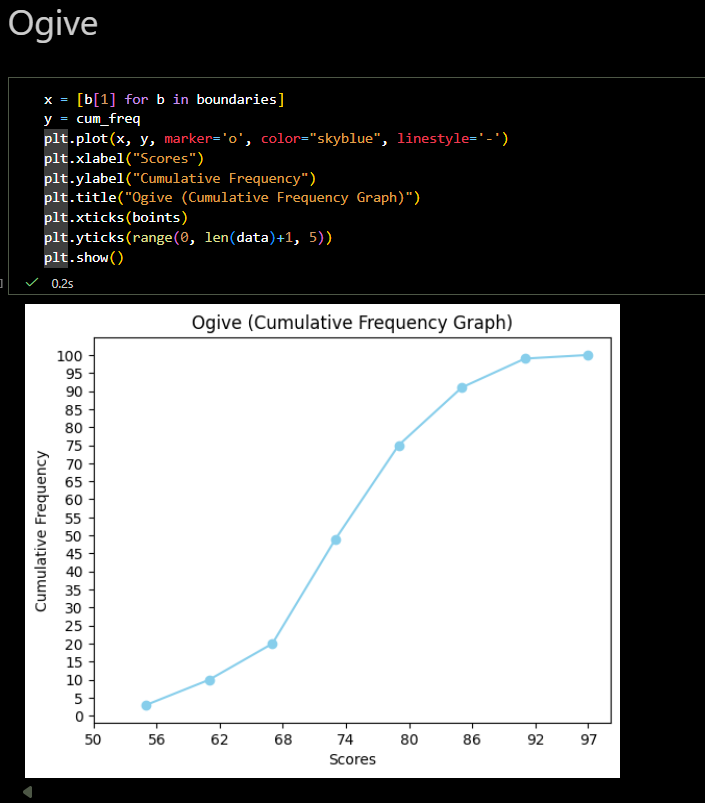 Ogive
x = [b[1] for b in boundaries]
y = cum_freq
plt.plot(x, y, marker='o', color="skyblue", linestyle='-')
plt.xlabel("Scores")
plt.ylabel("Cumulative Frequency")
plt.title("Ogive (Cumulative Frequency Graph)")
plt.xticks(boints)
plt.yticks(range(0, len(data)+1, 5))
plt.show()
] ✓ 0.2s
Ogive (Cumulative Frequency Graph)
100
95
90
85
80
75
70
65
60
55
50
45
40
35
30
25
20
15
10
5
0
Cumulative Frequency
50 56 62 68 74 80 86 92 97
Scores